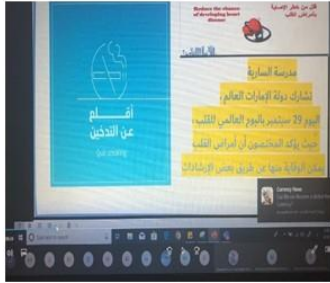 Reduce the chance
of developing heart
disease
قلل من خطر الإصابة
بأمراض القلب
مدرسة السارية
تشارك دولة الإمارات العالم ،
اليوم 29 سبتمبر باليوم العالمي للقلب ،
حيث يؤكد المختصون أن أمراض القلب
يمكن الوقاية منها عن طريق بعض الإرشادات
أقلع
عن التدخين
Quit smoking